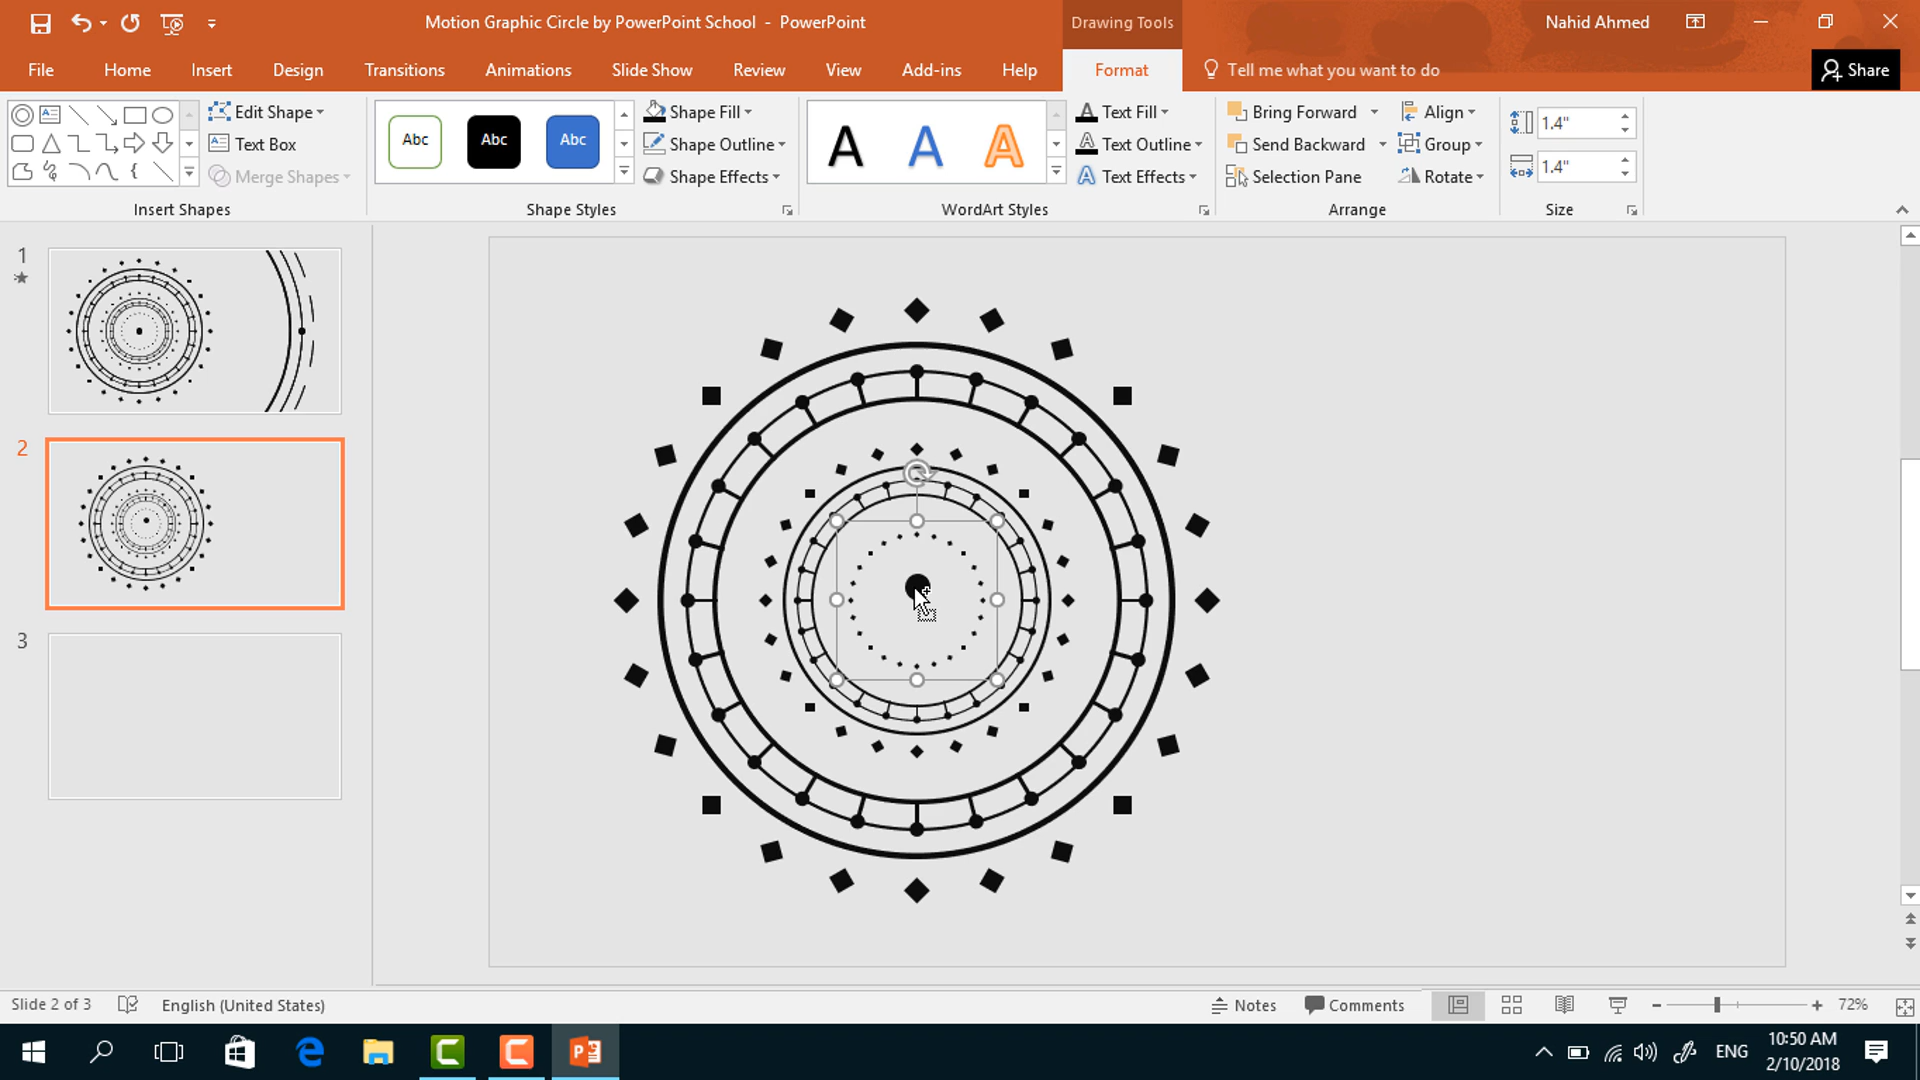 Motion Graphic Circle by PowerPoint School - PowerPoint
Drawing Tools
Nahid Ahmed
File Home Insert Design Transitions Animations Slide Show Review View Add-ins Help Format Tell me what you want to do Share
Edit Shape
Text Box
Merge Shapes
Insert Shapes
Abc Abc Abc
Shape Fill
Shape Outline
Shape Effects
Shape Styles
A A A
Text Fill
Text Outline
Text Effects
WordArt Styles
Bring Forward
Send Backward
Selection Pane
Align
Group
Rotate
Arrange
1.4"
1.4"
Size
1
2
3
Slide 2 of 3
English (United States)
Notes
Comments
72%
ENG
10:50 AM
2/10/2018